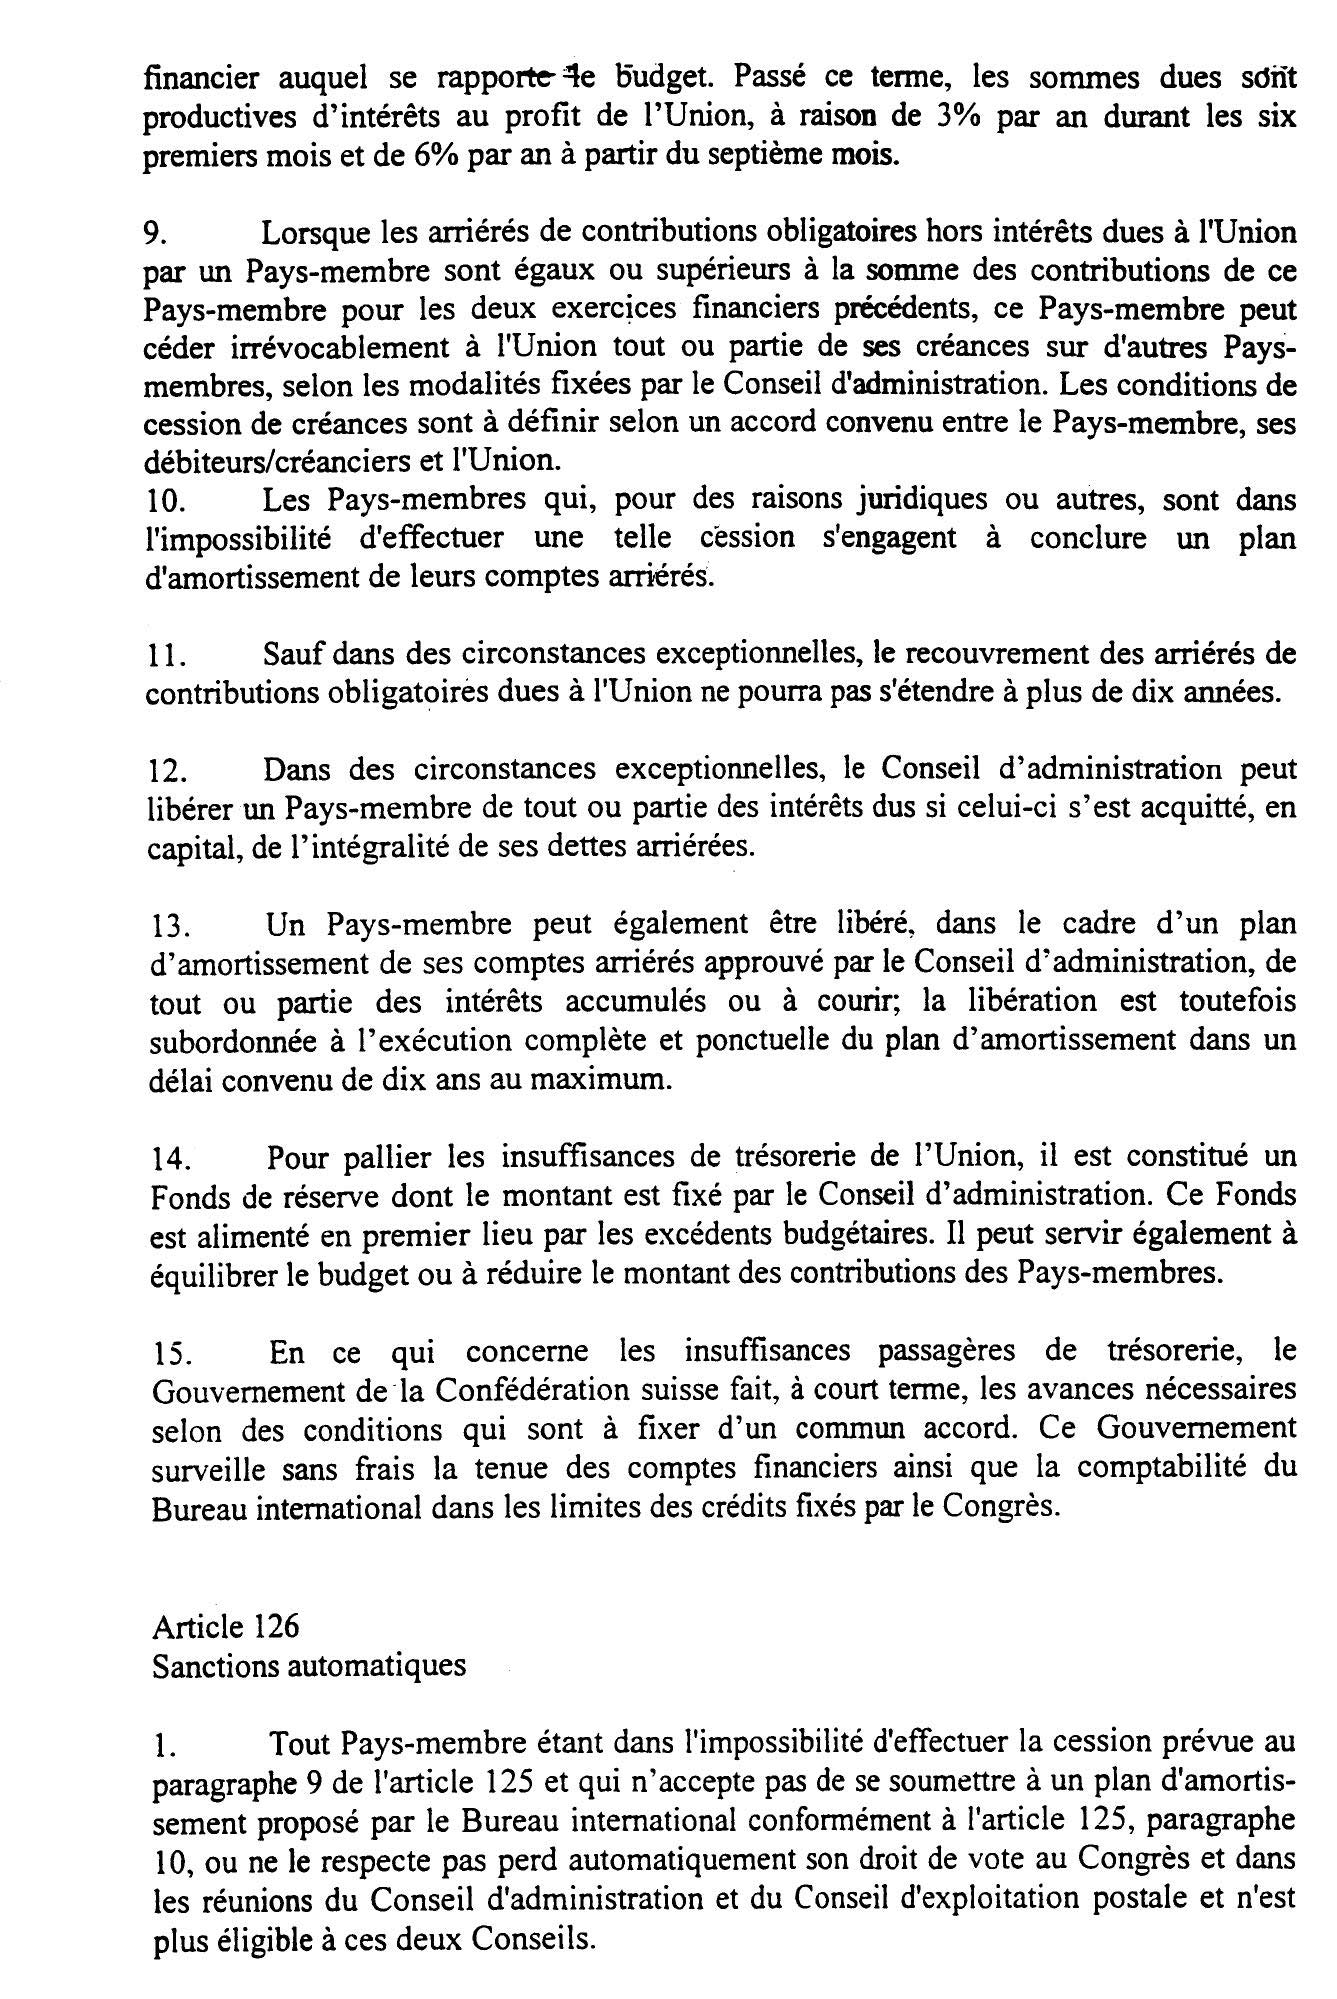 financier auquel se rapporte le budget. Passé ce terme, les sommes dues sont
productives d’intérêts au profit de l’Union, à raison de 3% par an durant les six
premiers mois et de 6% par an à partir du septième mois.
9. Lorsque les arriérés de contributions obligatoires hors intérêts dues à l'Union
par un Pays-membre sont égaux ou supérieurs à la somme des contributions de ce
Pays-membre pour les deux exercices financiers précédents, ce Pays-membre peut
céder irrévocablement à l'Union tout ou partie de ses créances sur d'autres Pays-
membres, selon les modalités fixées par le Conseil d'administration. Les conditions de
cession de créances sont à définir selon un accord convenu entre le Pays-membre, ses
débiteurs/créanciers et l'Union.
10. Les Pays-membres qui, pour des raisons juridiques ou autres, sont dans
l'impossibilité d'effectuer une telle cession s'engagent à conclure un plan
d'amortissement de leurs comptes arriérés.
11. Sauf dans des circonstances exceptionnelles, le recouvrement des arriérés de
contributions obligatoires dues à l'Union ne pourra pas s'étendre à plus de dix années.
12. Dans des circonstances exceptionnelles, le Conseil d’administration peut
libérer un Pays-membre de tout ou partie des intérêts dus si celui-ci s’est acquitté, en
capital, de l’intégralité de ses dettes arriérées.
13. Un Pays-membre peut également être libéré, dans le cadre d’un plan
d’amortissement de ses comptes arriérés approuvé par le Conseil d’administration, de
tout ou partie des intérêts accumulés ou à courir; la libération est toutefois
subordonnée à l’exécution complète et ponctuelle du plan d’amortissement dans un
délai convenu de dix ans au maximum.
14. Pour pallier les insuffisances de trésorerie de l’Union, il est constitué un
Fonds de réserve dont le montant est fixé par le Conseil d’administration. Ce Fonds
est alimenté en premier lieu par les excédents budgétaires. Il peut servir également à
équilibrer le budget ou à réduire le montant des contributions des Pays-membres.
15. En ce qui concerne les insuffisances passagères de trésorerie, le
Gouvernement de la Confédération suisse fait, à court terme, les avances nécessaires
selon des conditions qui sont à fixer d’un commun accord. Ce Gouvernement
surveille sans frais la tenue des comptes financiers ainsi que la comptabilité du
Bureau international dans les limites des crédits fixés par le Congrès.
Article 126
Sanctions automatiques
1. Tout Pays-membre étant dans l'impossibilité d'effectuer la cession prévue au
paragraphe 9 de l'article 125 et qui n’accepte pas de se soumettre à un plan d'amortis-
sement proposé par le Bureau international conformément à l'article 125, paragraphe
10, ou ne le respecte pas perd automatiquement son droit de vote au Congrès et dans
les réunions du Conseil d'administration et du Conseil d'exploitation postale et n'est
plus éligible à ces deux Conseils.